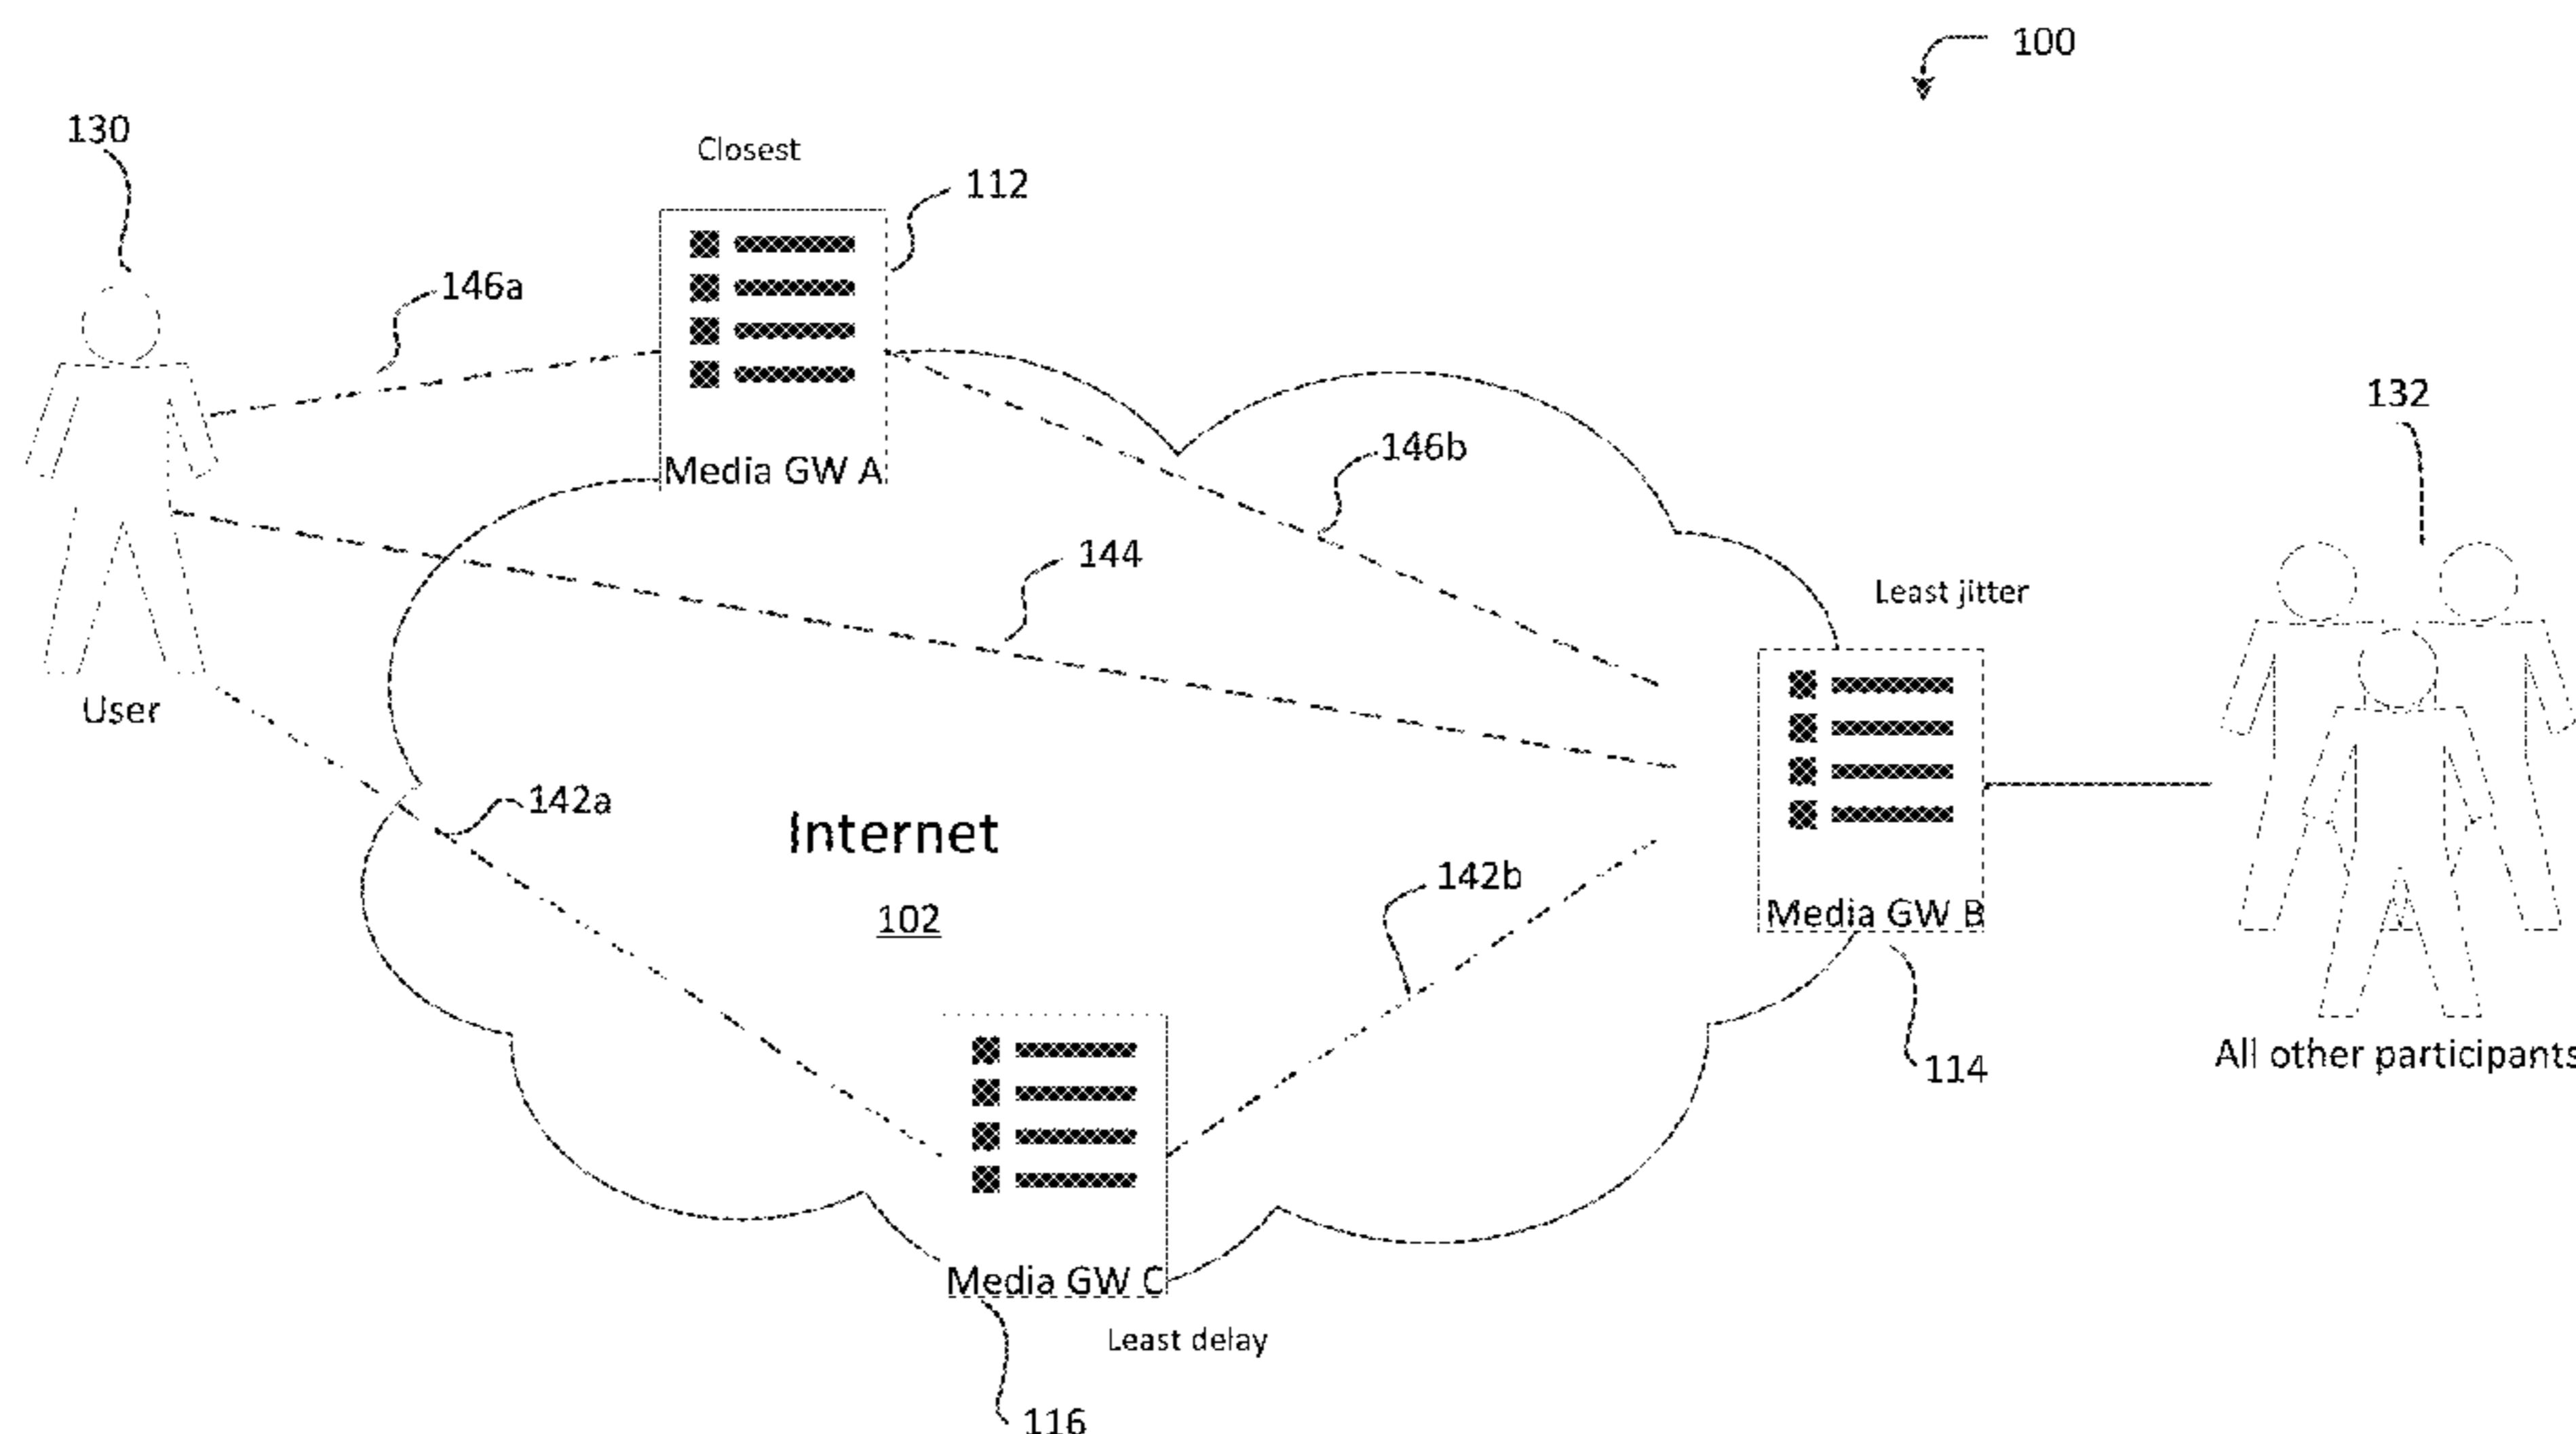 100
130
Closest
112
146a
Media GW A
146b
132
144
Least jitter
User
142a
Internet
142b
102
Media GW B
114
All other participants
Media GW C
Least delay
116